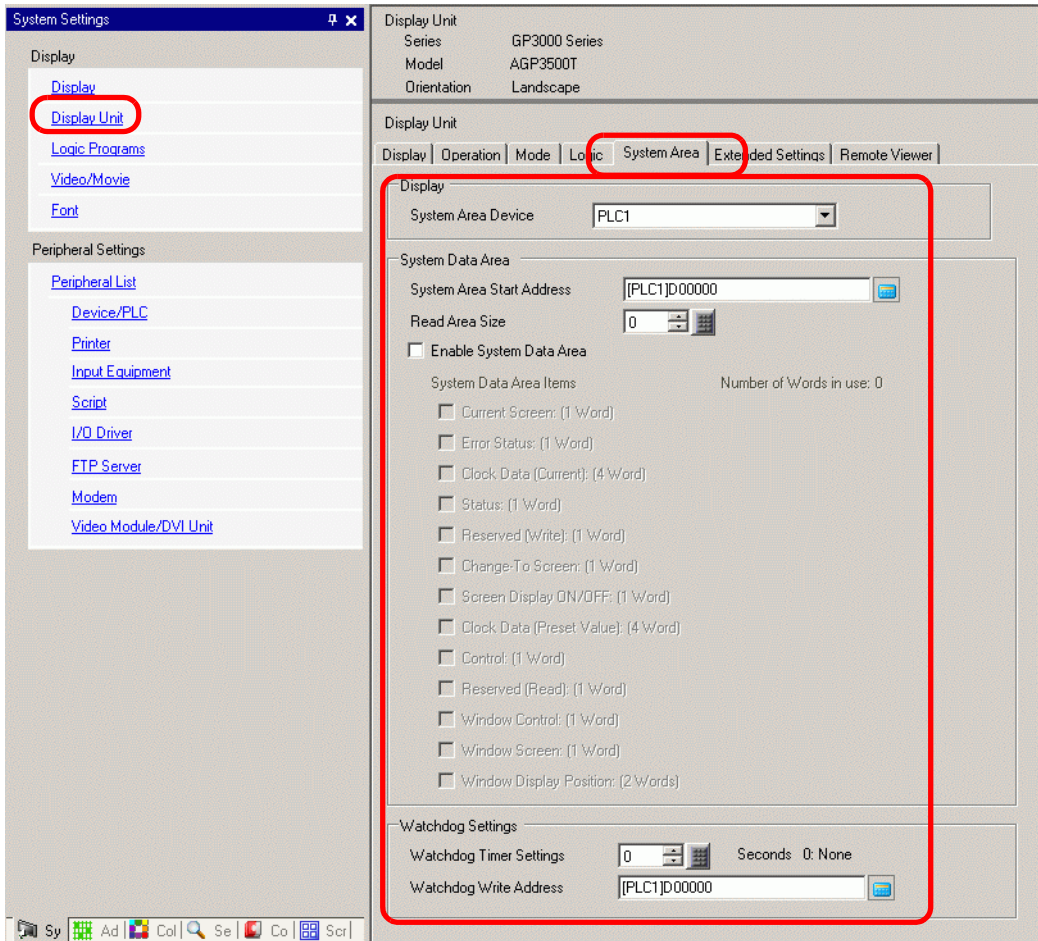 System Settings
Display
Display
Display Unit
Logic Programs
Video/Movie
Font
Peripheral Settings
Peripheral List
Device/PLC
Printer
Input Equipment
Script
I/O Driver
FTP Server
Modem
Video Module/DVI Unit
Sy Ad Col Se Co Scr
Display Unit
Series GP3000 Series
Model AGP3500T
Orientation Landscape
Display Unit
Display Operation Mode Logic System Area Extended Settings Remote Viewer
Display
System Area Device PLC1
System Data Area
System Area Start Address [PLC1]D00000
Read Area Size 0
Enable System Data Area
System Data Area Items Number of Words in use: 0
Current Screen: (1 Word)
Error Status: (1 Word)
Clock Data (Current): (4 Word)
Status: (1 Word)
Reserved (Write): (1 Word)
Change-To Screen: (1 Word)
Screen Display ON/OFF: (1 Word)
Clock Data (Preset Value): (4 Word)
Control: (1 Word)
Reserved (Read): (1 Word)
Window Control: (1 Word)
Window Screen: (1 Word)
Window Display Position: (2 Words)
Watchdog Settings
Watchdog Timer Settings 0 Seconds 0: None
Watchdog Write Address [PLC1]D00000